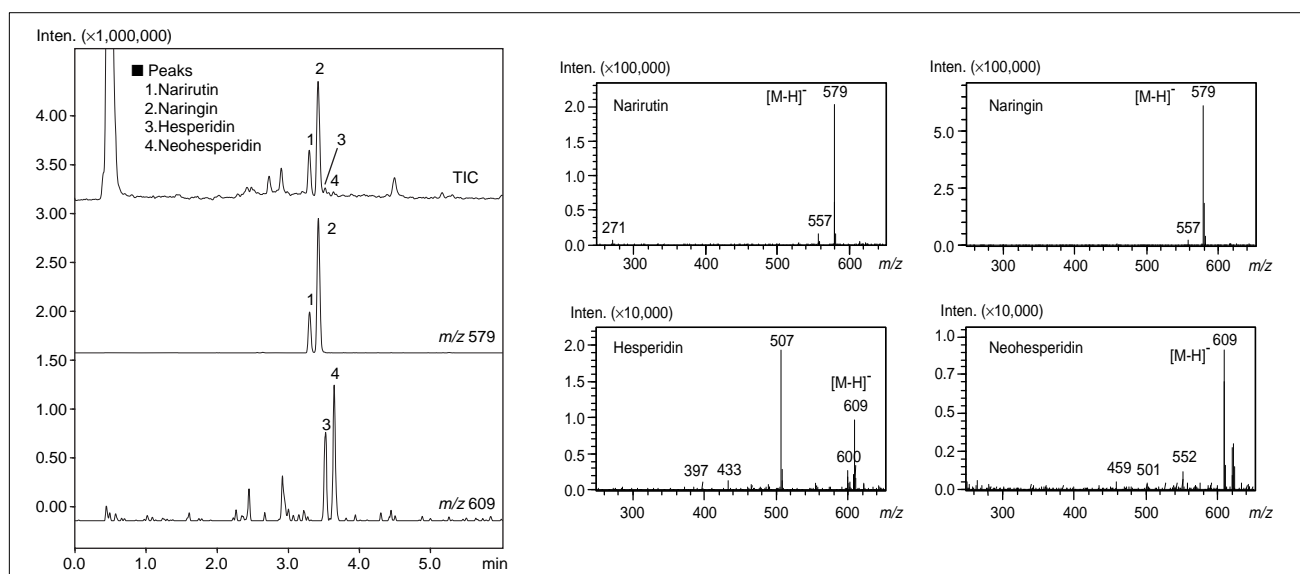 Inten. (×1,000,000)
■ Peaks
1.Narirutin
2.Naringin
3.Hesperidin
4.Neohesperidin
2
1
3
4
TIC
4.00
3.50
3.00
2
1
m/z 579
2.50
2.00
1.50
4
3
m/z 609
1.00
0.50
0.00
0.0 1.0 2.0 3.0 4.0 5.0 min
Inten. (×100,000)
Narirutin
[M-H]-
579
557
271
2.0
1.5
1.0
0.5
0.0
300 400 500 600 m/z
Inten. (×100,000)
Naringin
[M-H]-
579
557
5.0
2.5
0.0
300 400 500 600 m/z
Inten. (×10,000)
Hesperidin
507
[M-H]-
609
600
397 433
2.0
1.5
1.0
0.5
0.0
300 400 500 600 m/z
Inten. (×10,000)
Neohesperidin
609
[M-H]-
552
459 501
1.0
0.7
0.5
0.2
0.0
300 400 500 600 m/z